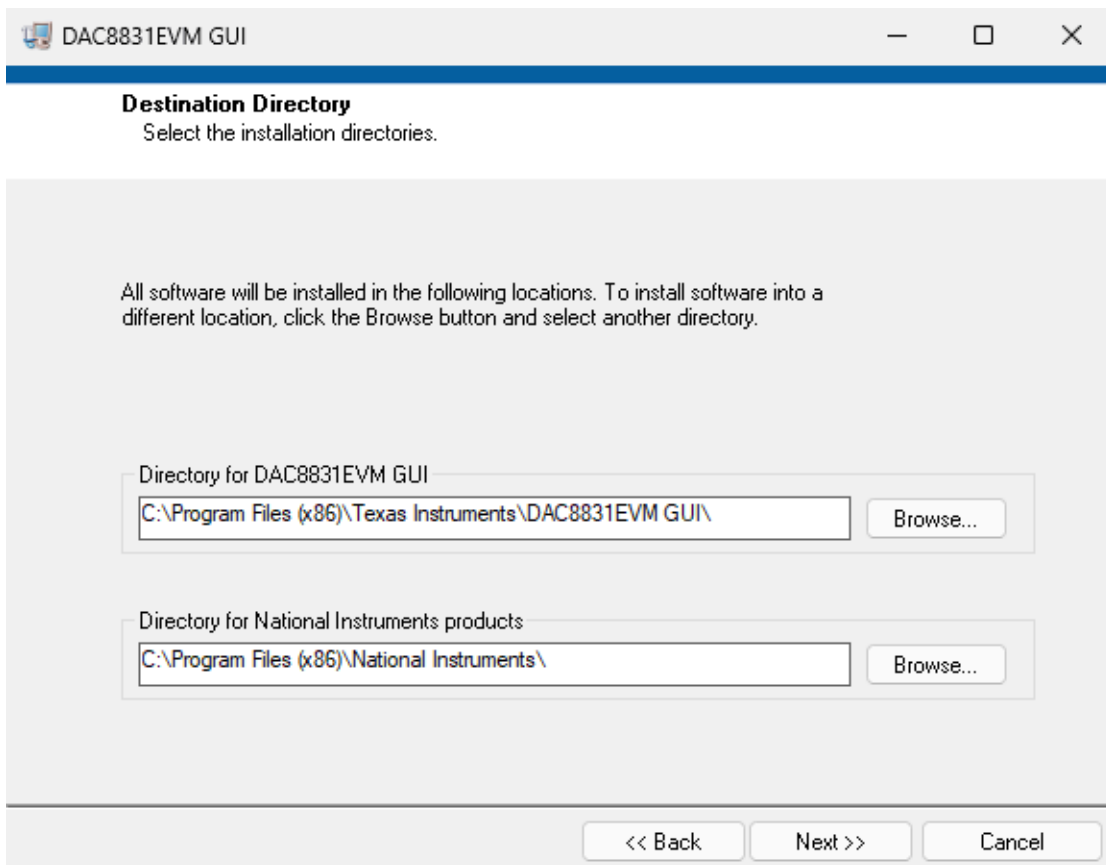 DAC8831EVM GUI
Destination Directory
Select the installation directories.
All software will be installed in the following locations. To install software into a
different location, click the Browse button and select another directory.
Directory for DAC8831EVM GUI
C:\Program Files (x86)\Texas Instruments\DAC8831EVM GUI\
Browse...
Directory for National Instruments products
C:\Program Files (x86)\National Instruments\
Browse...
<< Back
Next >>
Cancel